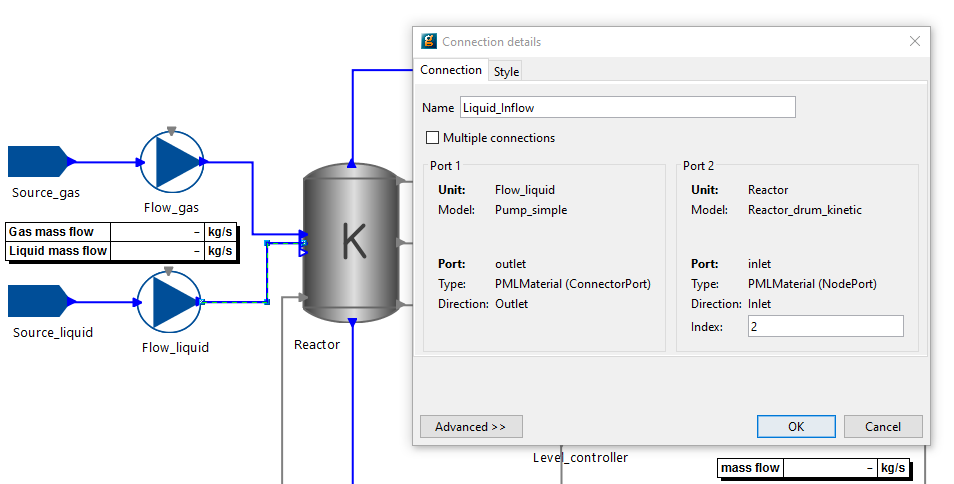 Connection details
Connection Style
Name Liquid_Inflow
Multiple connections
Port 1
Unit: Flow_liquid
Model: Pump_simple
Port: outlet
Type: PMLMaterial (ConnectorPort)
Direction: Outlet
Port 2
Unit: Reactor
Model: Reactor_drum_kinetic
Port: inlet
Type: PMLMaterial (NodePort)
Direction: Inlet
Index: 2
Advanced >> OK Cancel
Source_gas
Flow_gas
Gas mass flow – kg/s
Liquid mass flow – kg/s
K
Source_liquid
Flow_liquid
Reactor
Level_controller
mass flow – kg/s